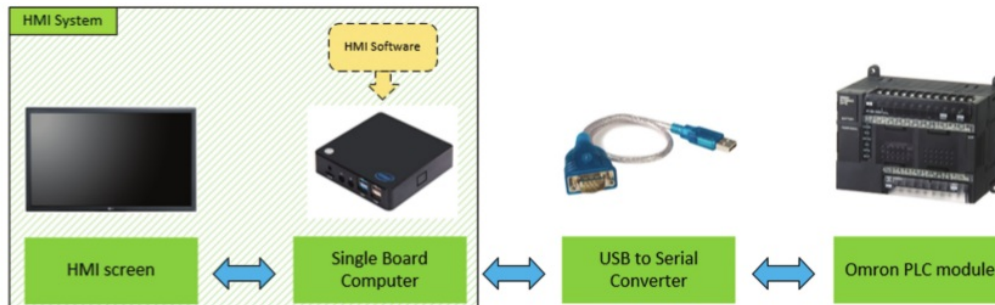 HMI System
HMI Software
HMI screen
Single Board
Computer
USB to Serial
Converter
Omron PLC module